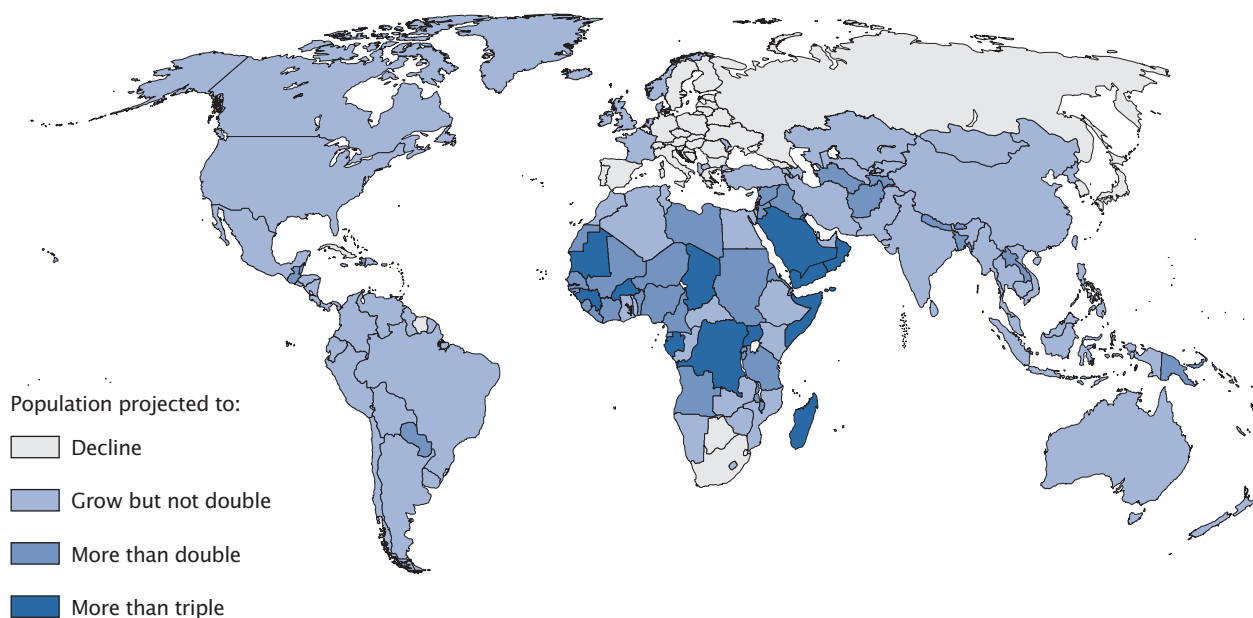 Population projected to:
Decline
Grow but not double
More than double
More than triple